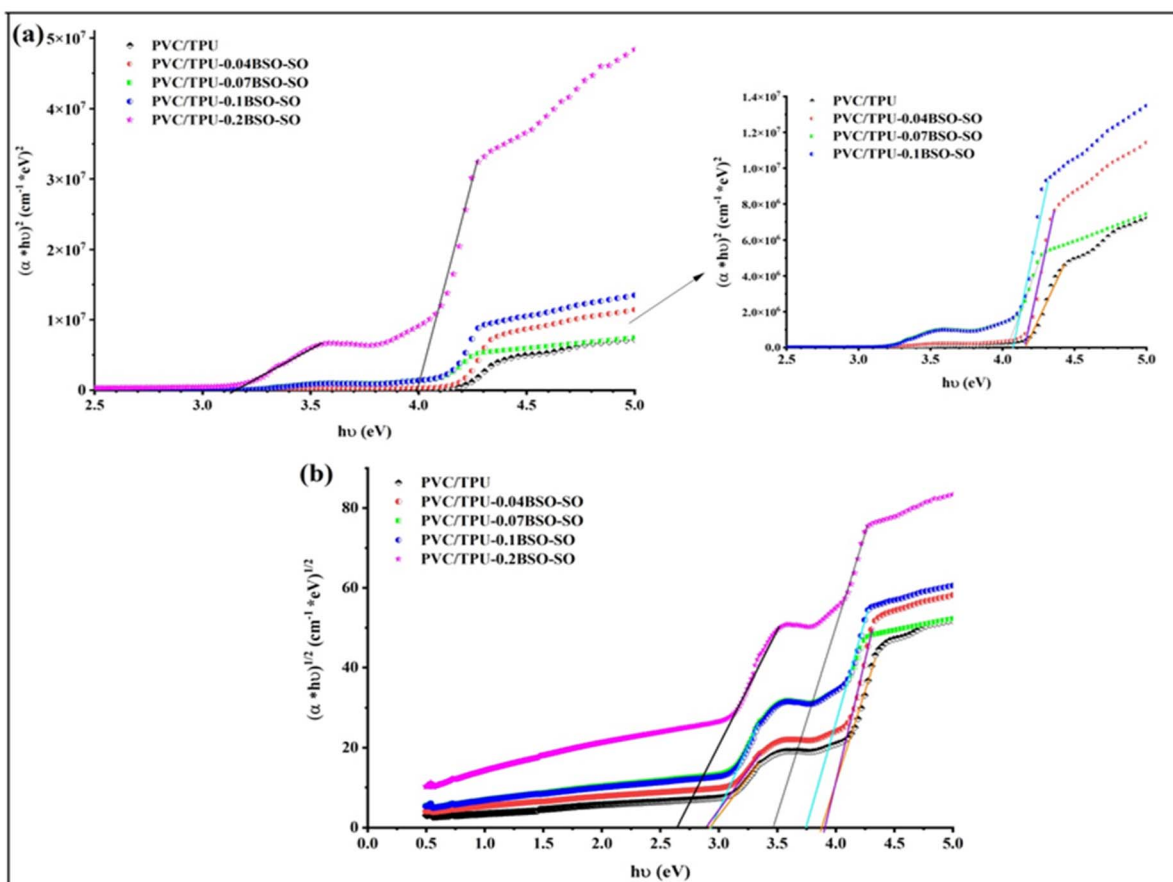 (a)
PVC/TPU
PVC/TPU-0.04BSO-SO
PVC/TPU-0.07BSO-SO
PVC/TPU-0.1BSO-SO
PVC/TPU-0.2BSO-SO
5×10⁷
4×10⁷
3×10⁷
2×10⁷
1×10⁷
0
(α *hυ)² (cm⁻¹ *eV)²
2.5 3.0 3.5 4.0 4.5 5.0
hυ (eV)
PVC/TPU
PVC/TPU-0.04BSO-SO
PVC/TPU-0.07BSO-SO
PVC/TPU-0.1BSO-SO
1.4×10⁷
1.2×10⁷
1.0×10⁷
8.0×10⁶
6.0×10⁶
4.0×10⁶
2.0×10⁶
0.0
(α *hυ)² (cm⁻¹ *eV)²
2.5 3.0 3.5 4.0 4.5 5.0
hυ (eV)
(b)
PVC/TPU
PVC/TPU-0.04BSO-SO
PVC/TPU-0.07BSO-SO
PVC/TPU-0.1BSO-SO
PVC/TPU-0.2BSO-SO
80
60
40
20
0
(α *hυ)¹/² (cm⁻¹ *eV)¹/²
0.0 0.5 1.0 1.5 2.0 2.5 3.0 3.5 4.0 4.5 5.0
hυ (eV)